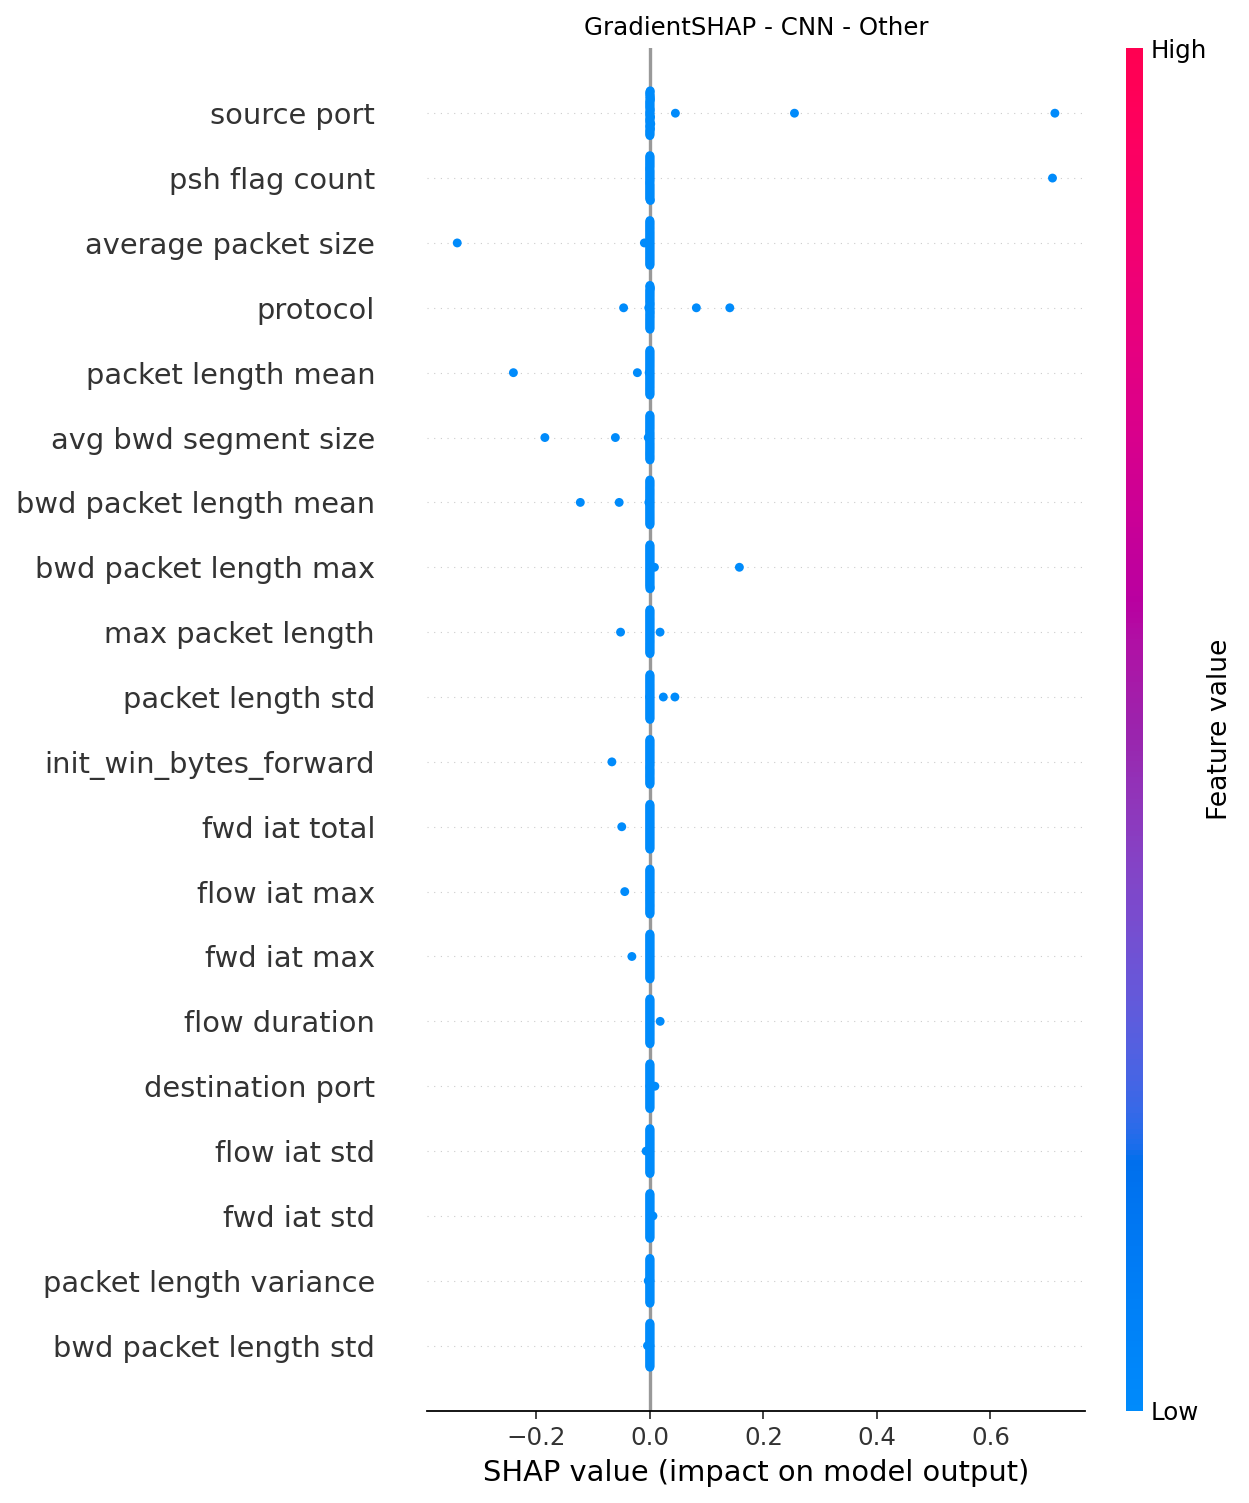 GradientSHAP - CNN - Other
High
source port
psh flag count
average packet size
protocol
packet length mean
avg bwd segment size
bwd packet length mean
bwd packet length max
max packet length
packet length std
init_win_bytes_forward
fwd iat total
flow iat max
fwd iat max
flow duration
destination port
flow iat std
fwd iat std
packet length variance
bwd packet length std
Feature value
Low
−0.2 0.0 0.2 0.4 0.6
SHAP value (impact on model output)